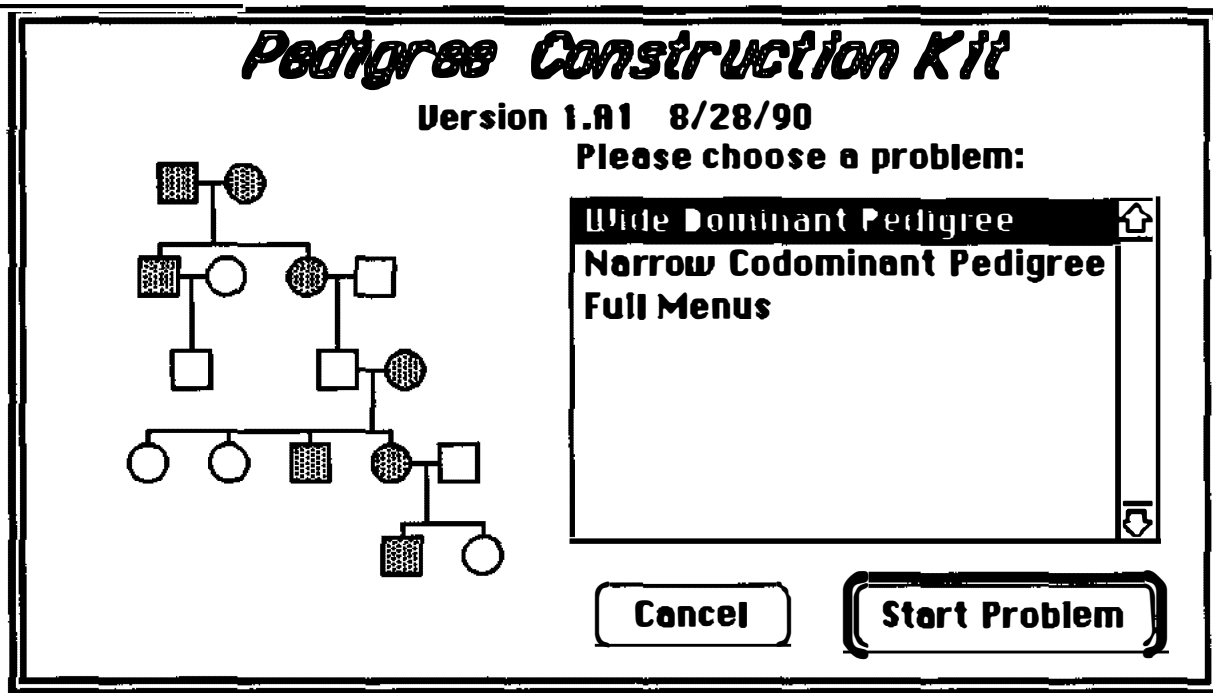 Pedigree Construction Kit
Version 1.A1 8/28/90
Please choose a problem:
Wide Dominant Pedigree
Narrow Codominant Pedigree
Full Menus
Cancel
Start Problem